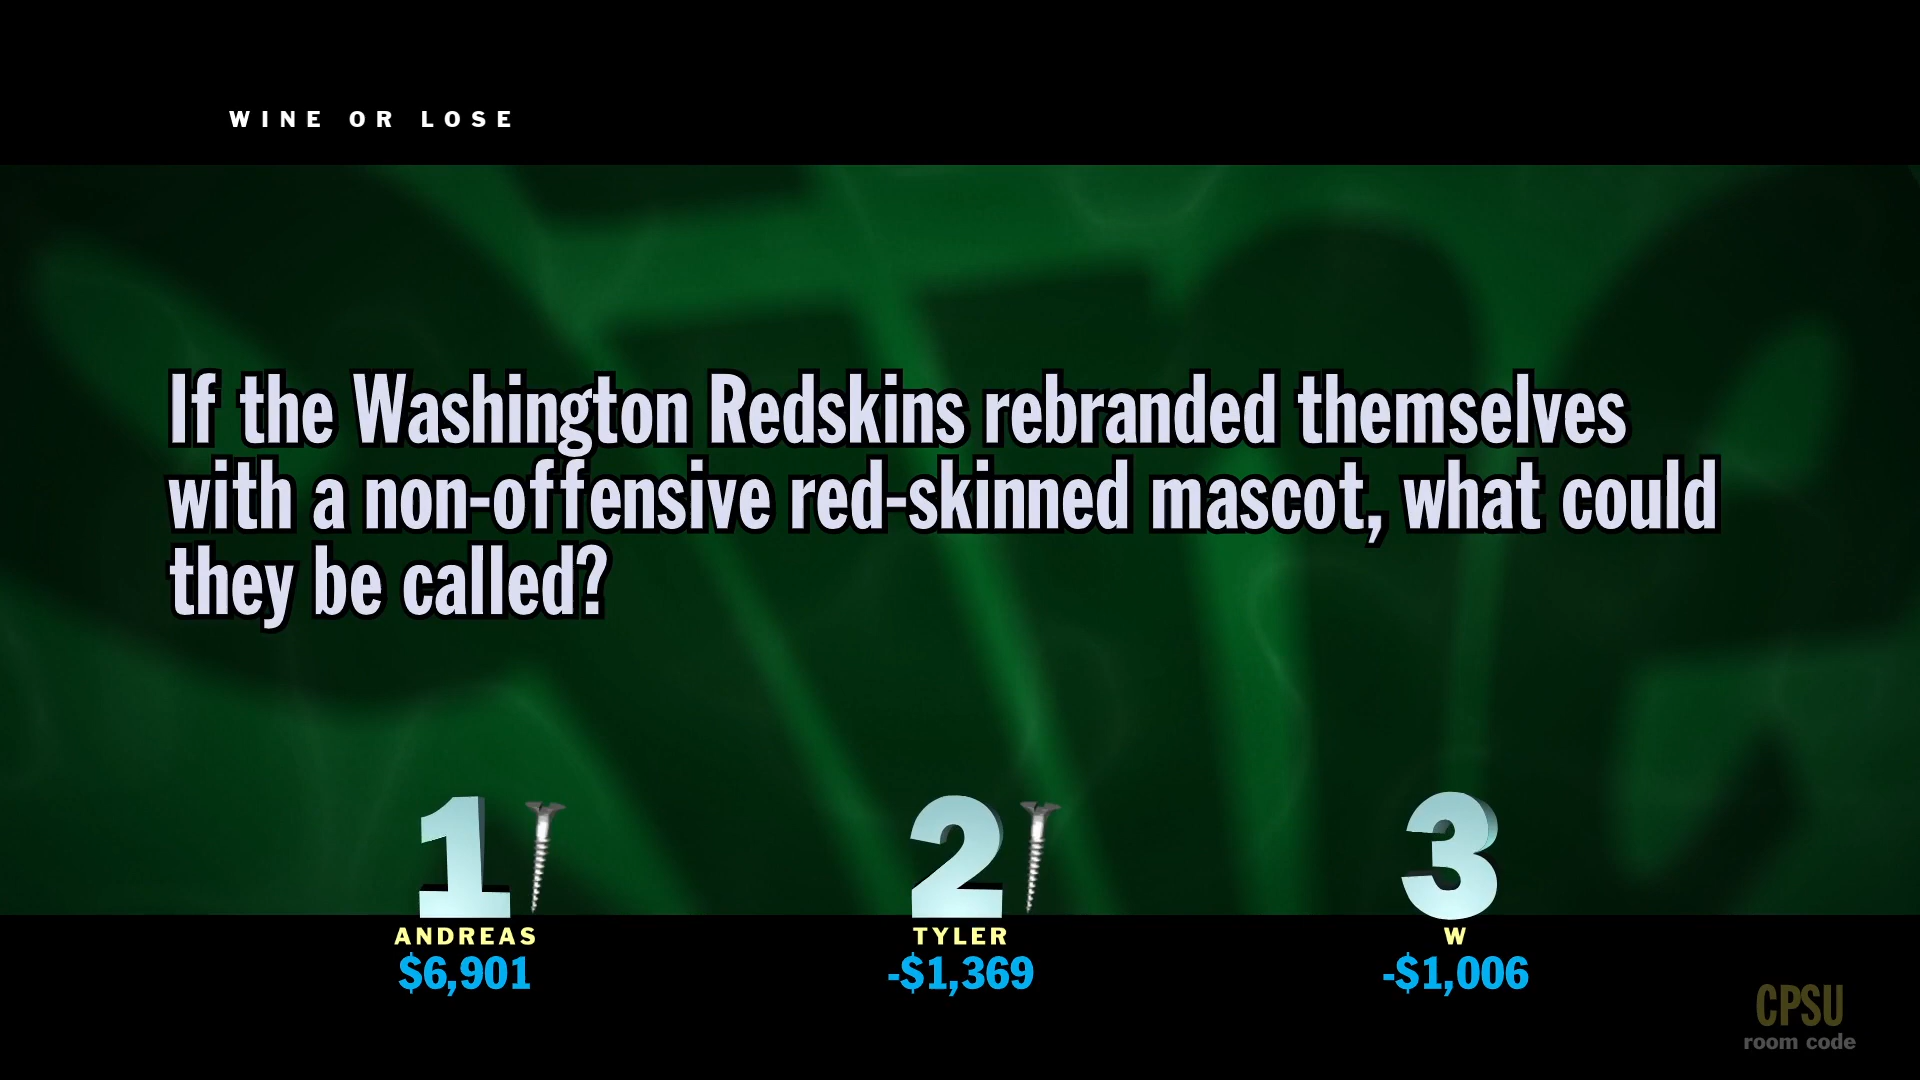 WINE OR LOSE
If the Washington Redskins rebranded themselves
with a non-offensive red-skinned mascot, what could
they be called?
1 2 3
ANDREAS TYLER W
$6,901 -$1,369 -$1,006
CPSU
room code